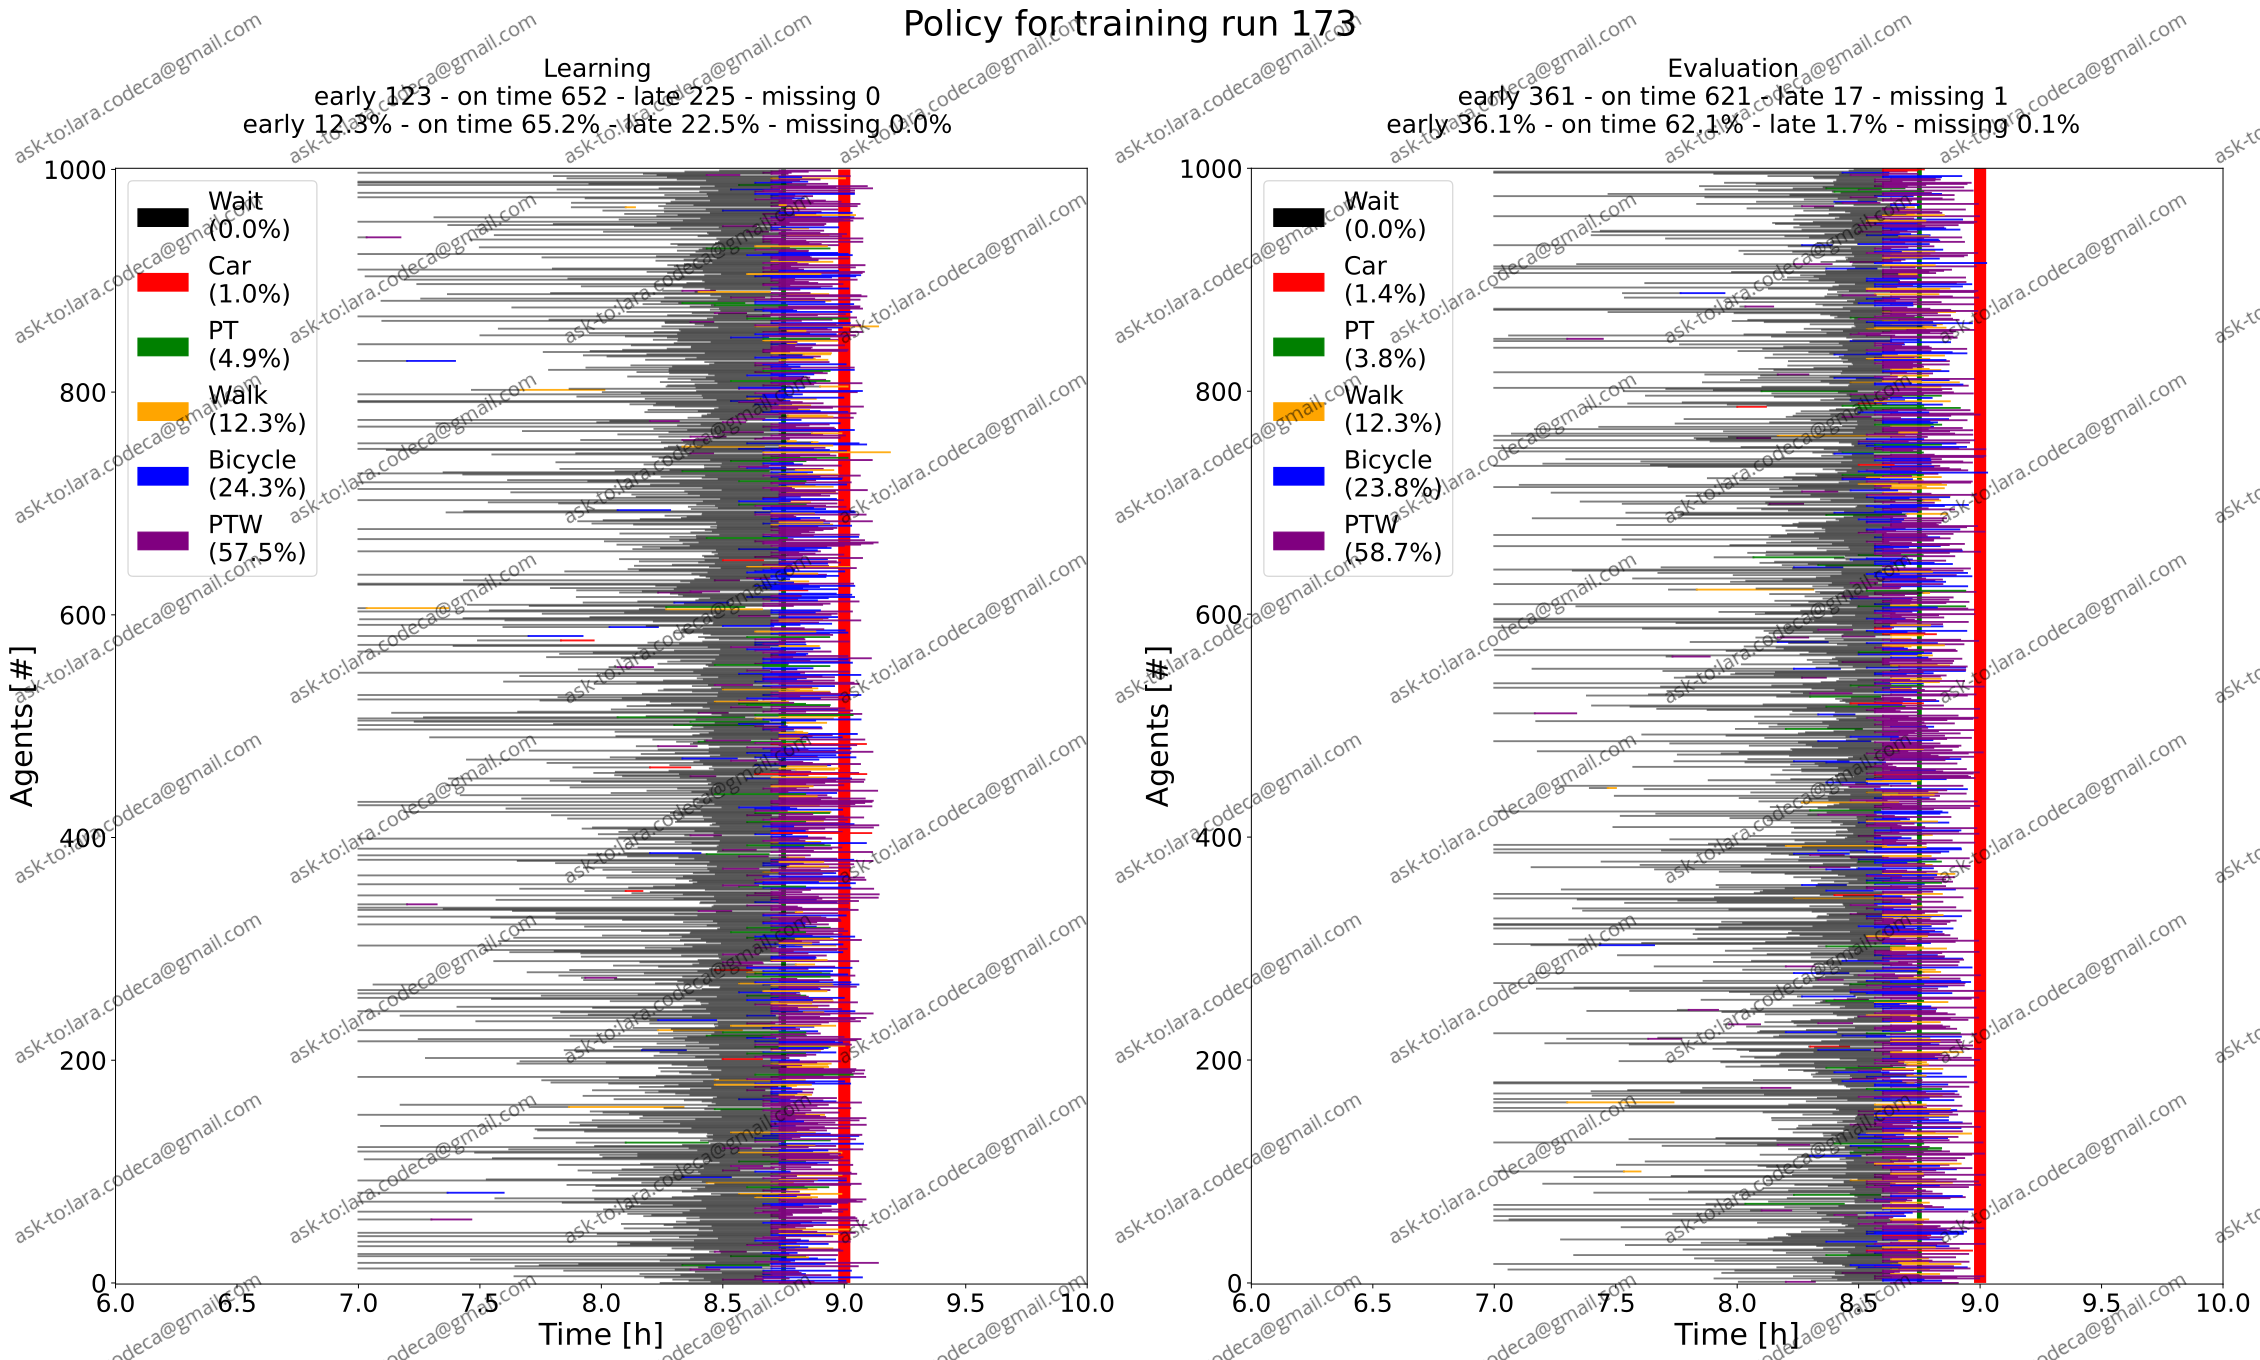 Policy for training run 173
Learning
early 123 - on time 652 - late 225 - missing 0
early 12.3% - on time 65.2% - late 22.5% - missing 0.0%
Evaluation
early 361 - on time 621 - late 17 - missing 1
early 36.1% - on time 62.1% - late 1.7% - missing 0.1%
Agents [#]
1000
800
600
400
200
0
Wait
(0.0%)
Car
(1.0%)
PT
(4.9%)
Walk
(12.3%)
Bicycle
(24.3%)
PTW
(57.5%)
6.0 6.5 7.0 7.5 8.0 8.5 9.0 9.5 10.0
Time [h]
Agents [#]
1000
800
600
400
200
0
Wait
(0.0%)
Car
(1.4%)
PT
(3.8%)
Walk
(12.3%)
Bicycle
(23.8%)
PTW
(58.7%)
6.0 6.5 7.0 7.5 8.0 8.5 9.0 9.5 10.0
Time [h]
ask-to:lara.codeca@gmail.com